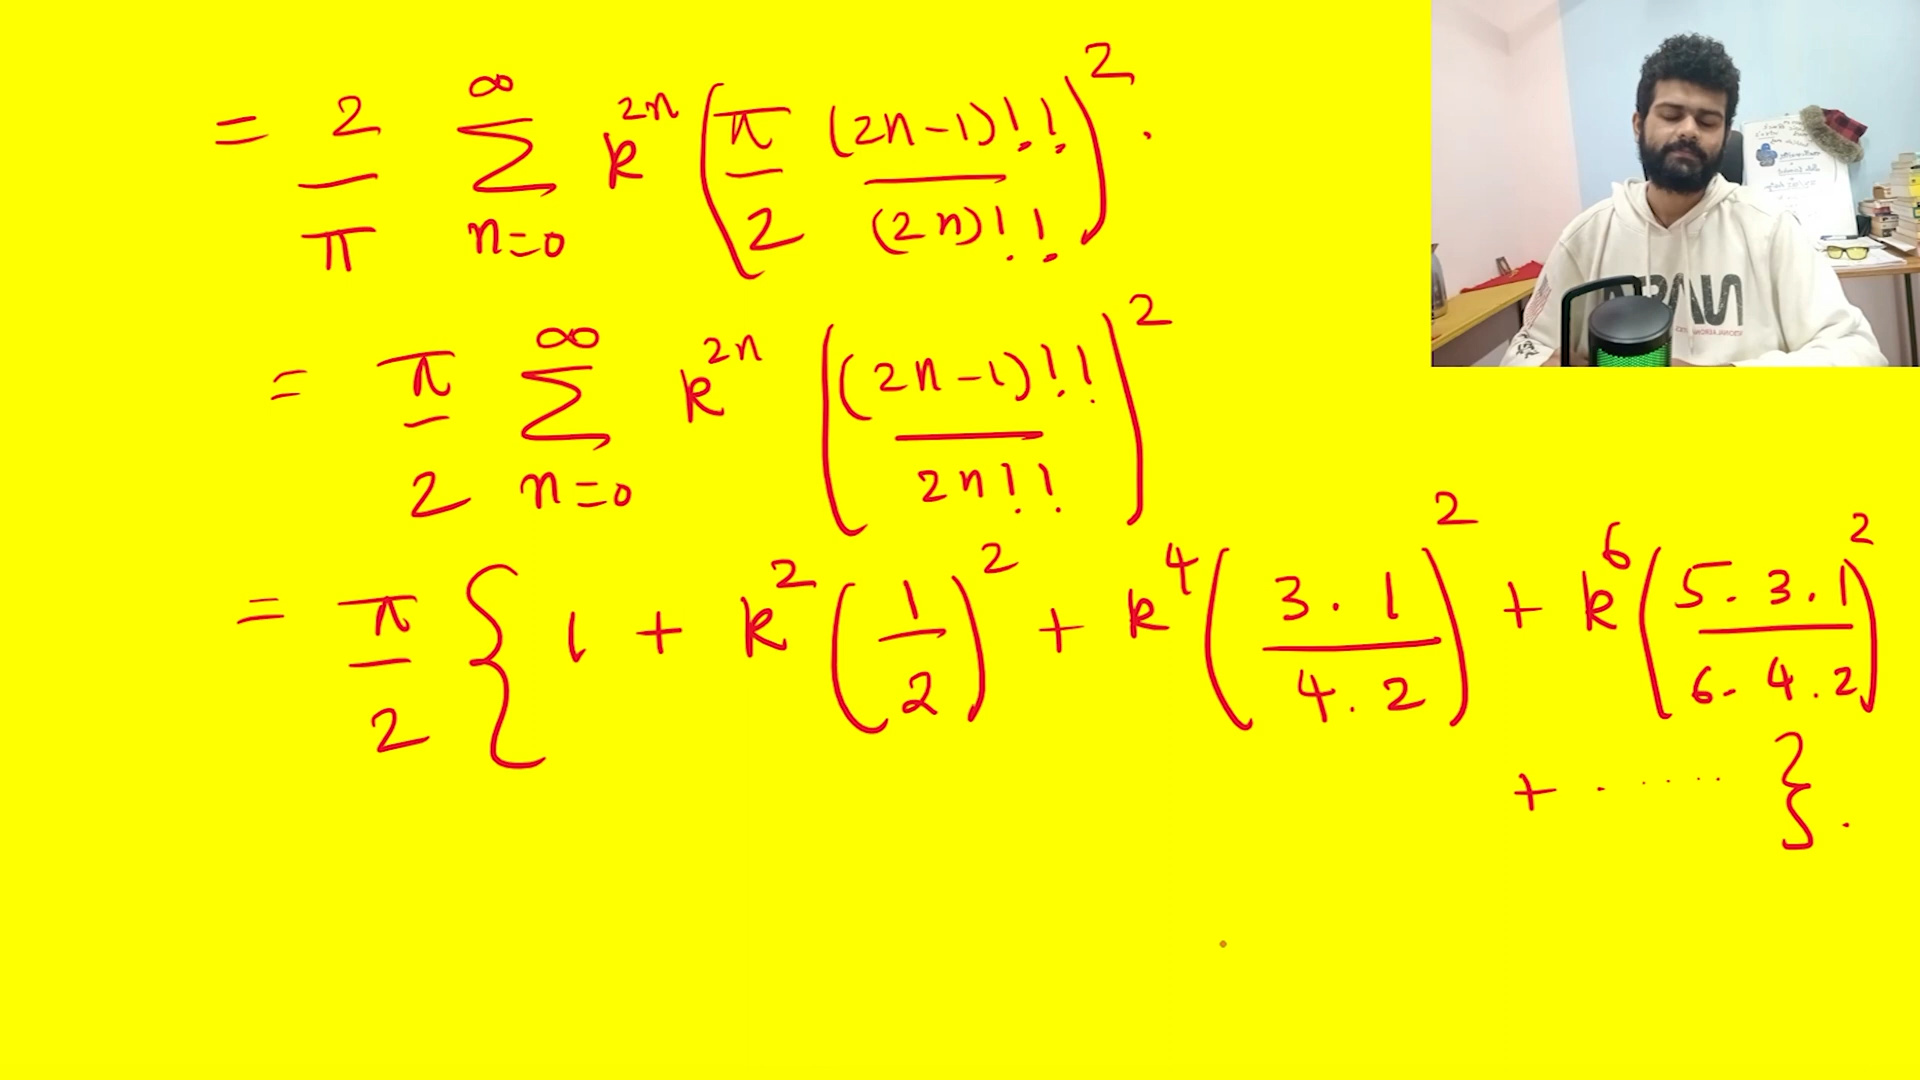 = 2/π ∑_{n=0}^{∞} k^{2n} (π/2 (2n-1)!!/(2n)!!)^2 .
= π/2 ∑_{n=0}^{∞} k^{2n} ((2n-1)!!/2n!!)^2
= π/2 { 1 + k^2 (1/2)^2 + k^4 (3.1/4.2)^2 + k^6 (5.3.1/6.4.2)^2
+ ...... } .